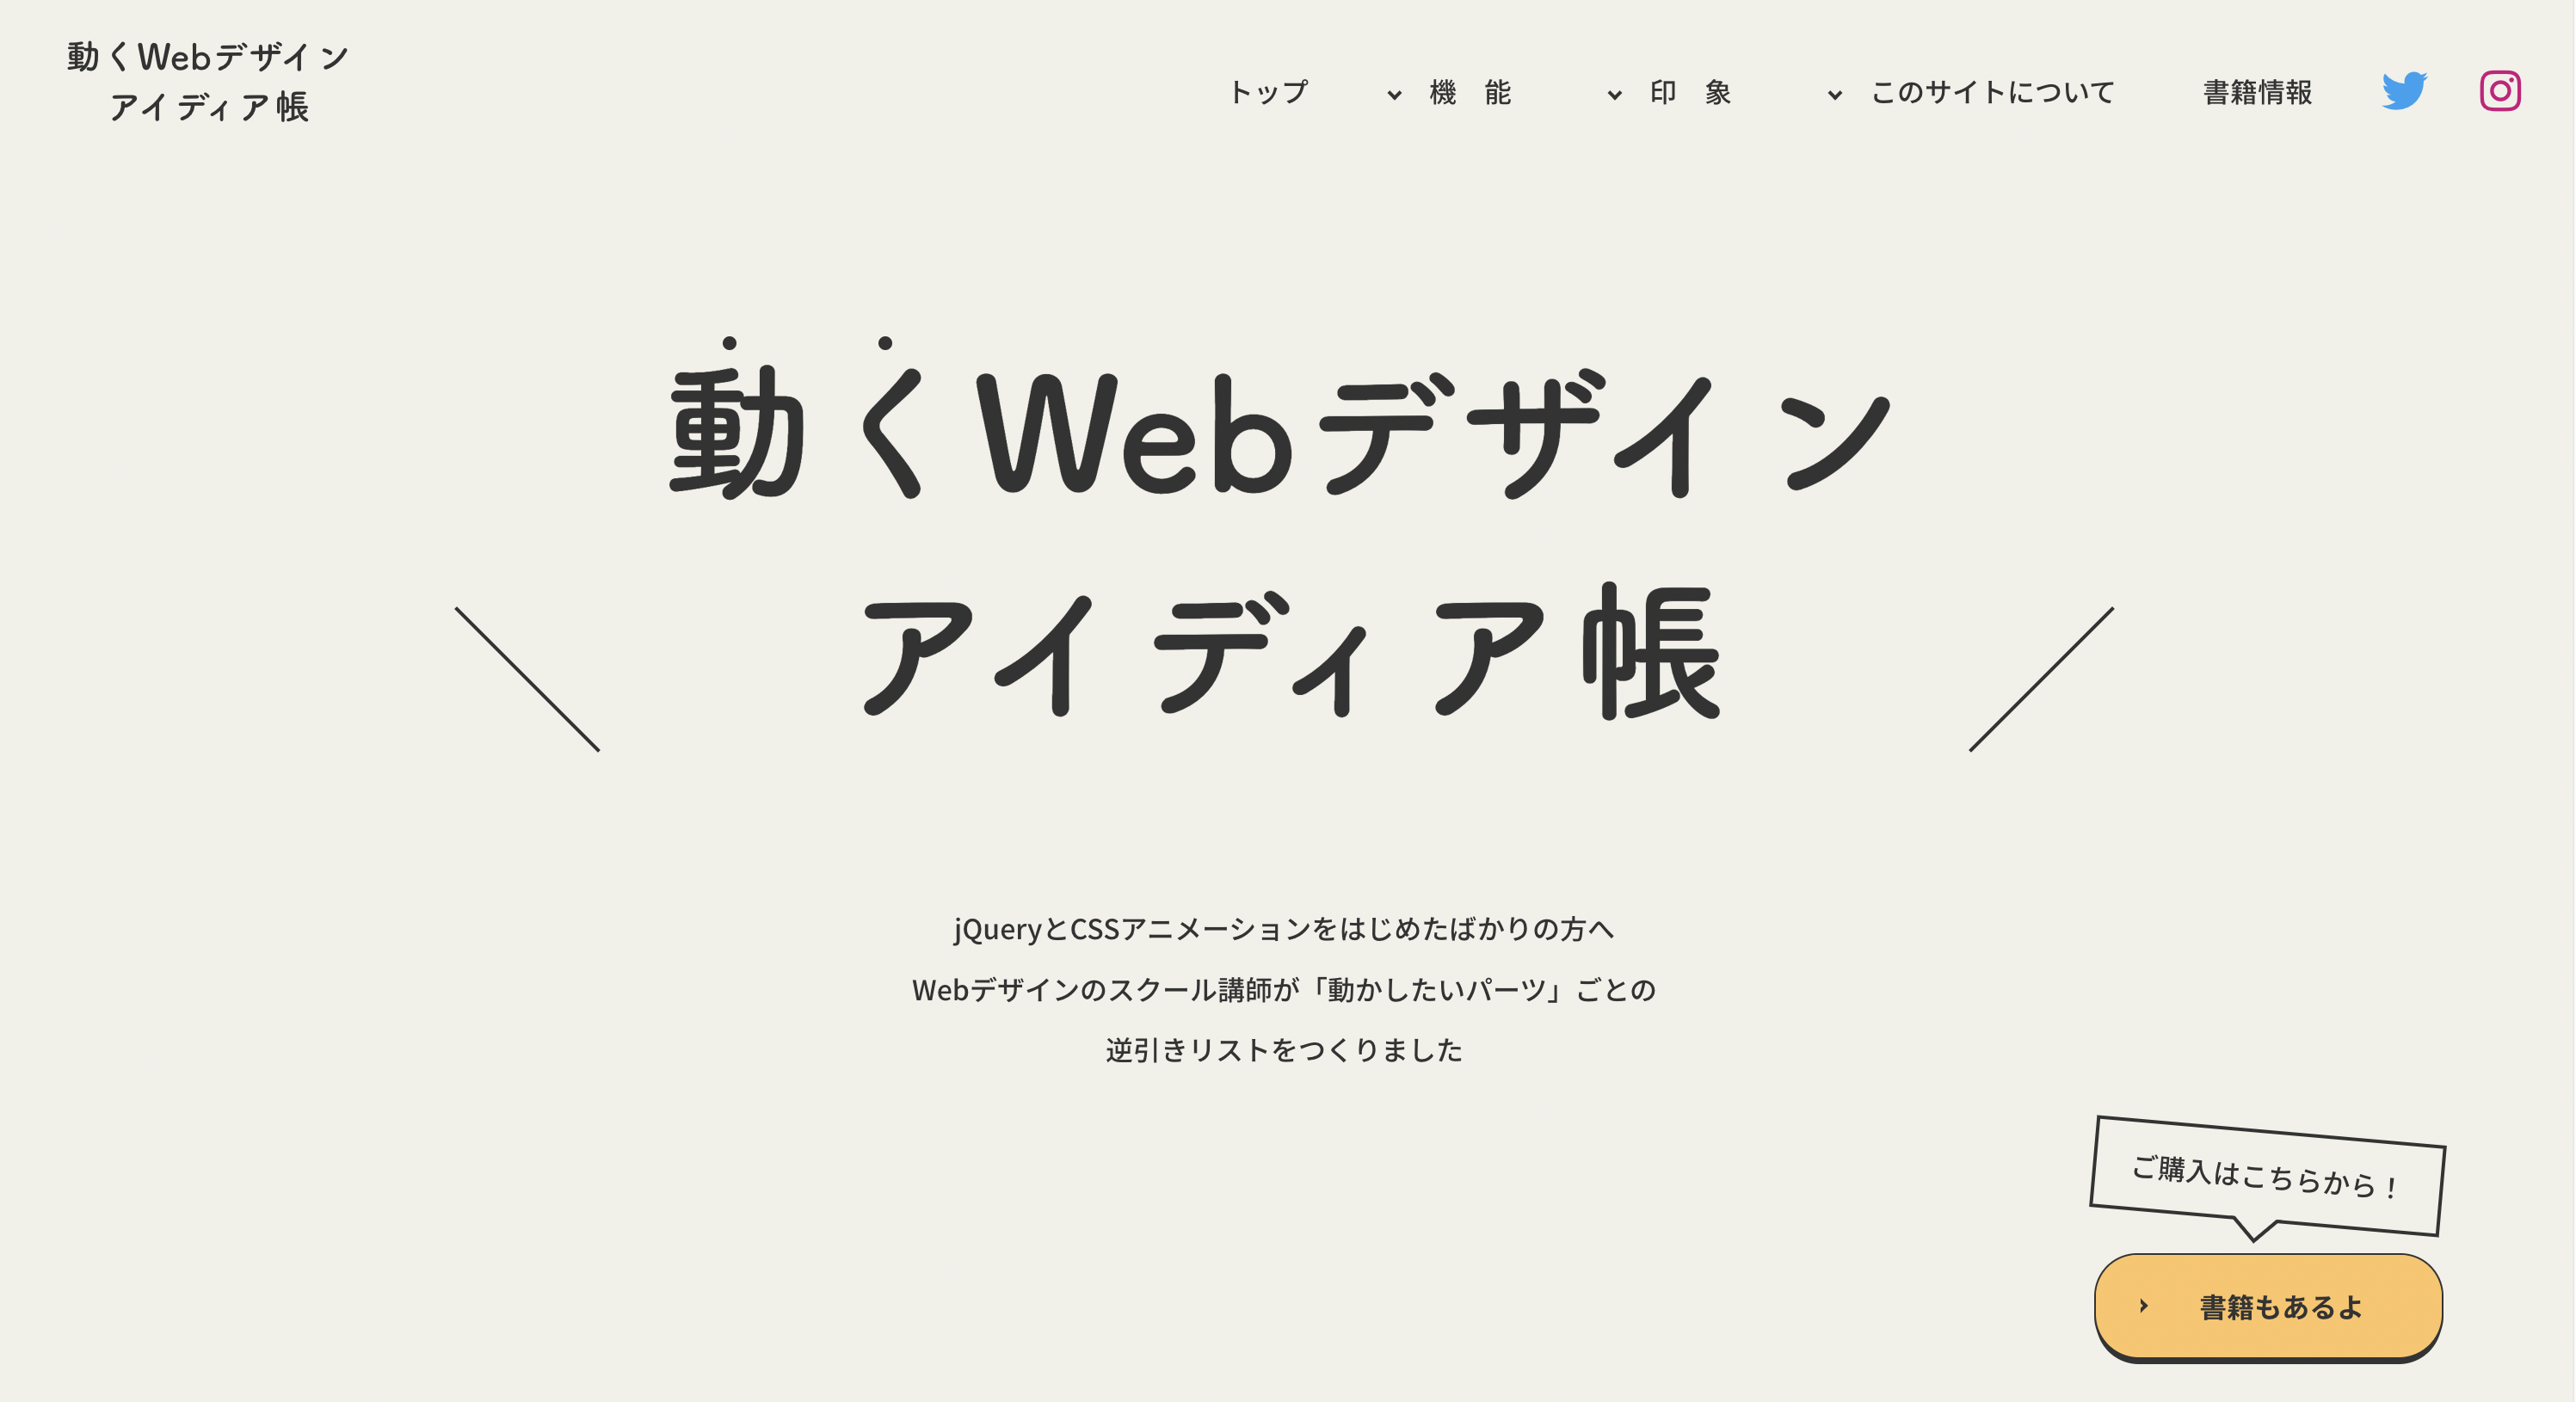 動くWebデザイン
アイディア帳
トップ
機　能
印　象
このサイトについて
書籍情報
動くWebデザイン
アイディア帳
jQueryとCSSアニメーションをはじめたばかりの方へ
Webデザインのスクール講師が「動かしたいパーツ」ごとの
逆引きリストをつくりました
ご購入はこちらから！
書籍もあるよ